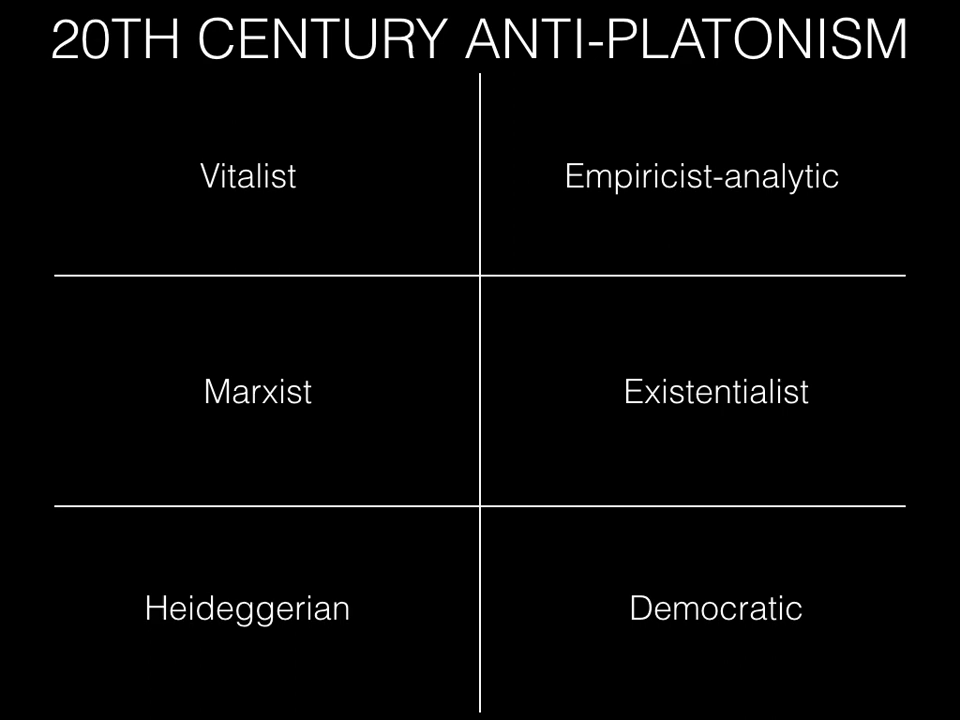 20TH CENTURY ANTI-PLATONISM
Vitalist
Empiricist-analytic
Marxist
Existentialist
Heideggerian
Democratic